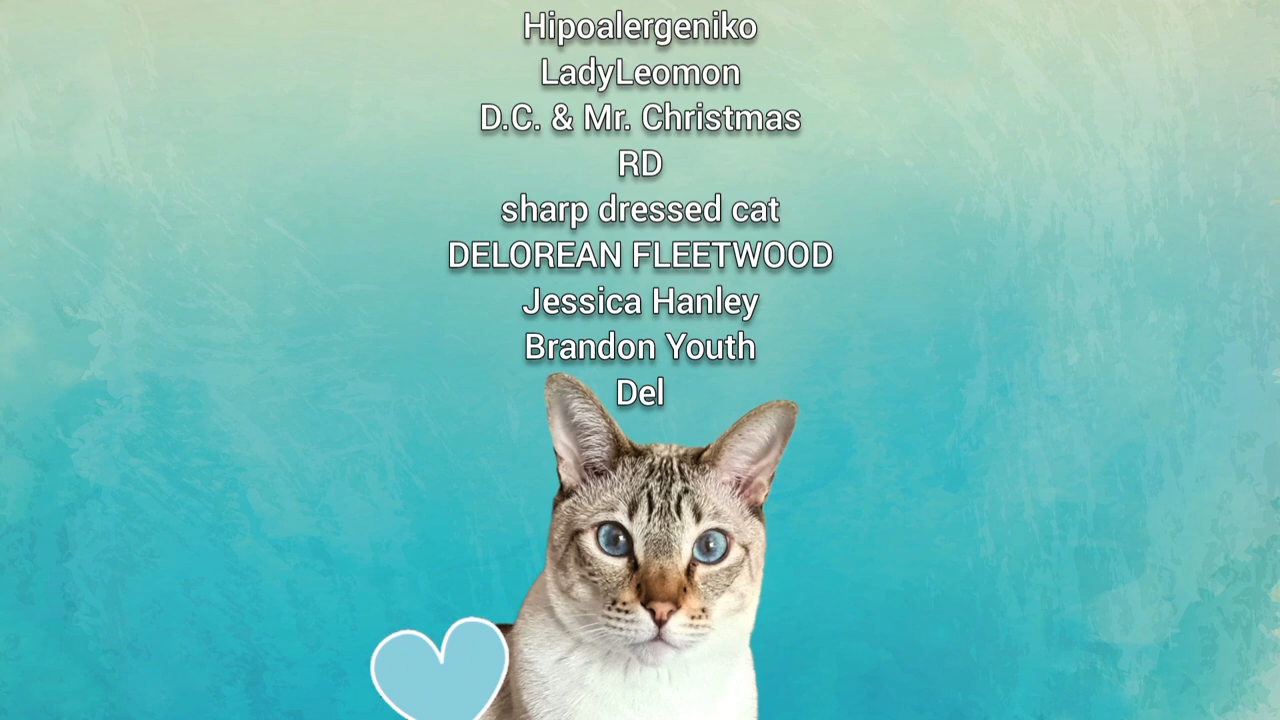 Hipoalergeniko
LadyLeomon
D.C. & Mr. Christmas
RD
sharp dressed cat
DELOREAN FLEETWOOD
Jessica Hanley
Brandon Youth
Del